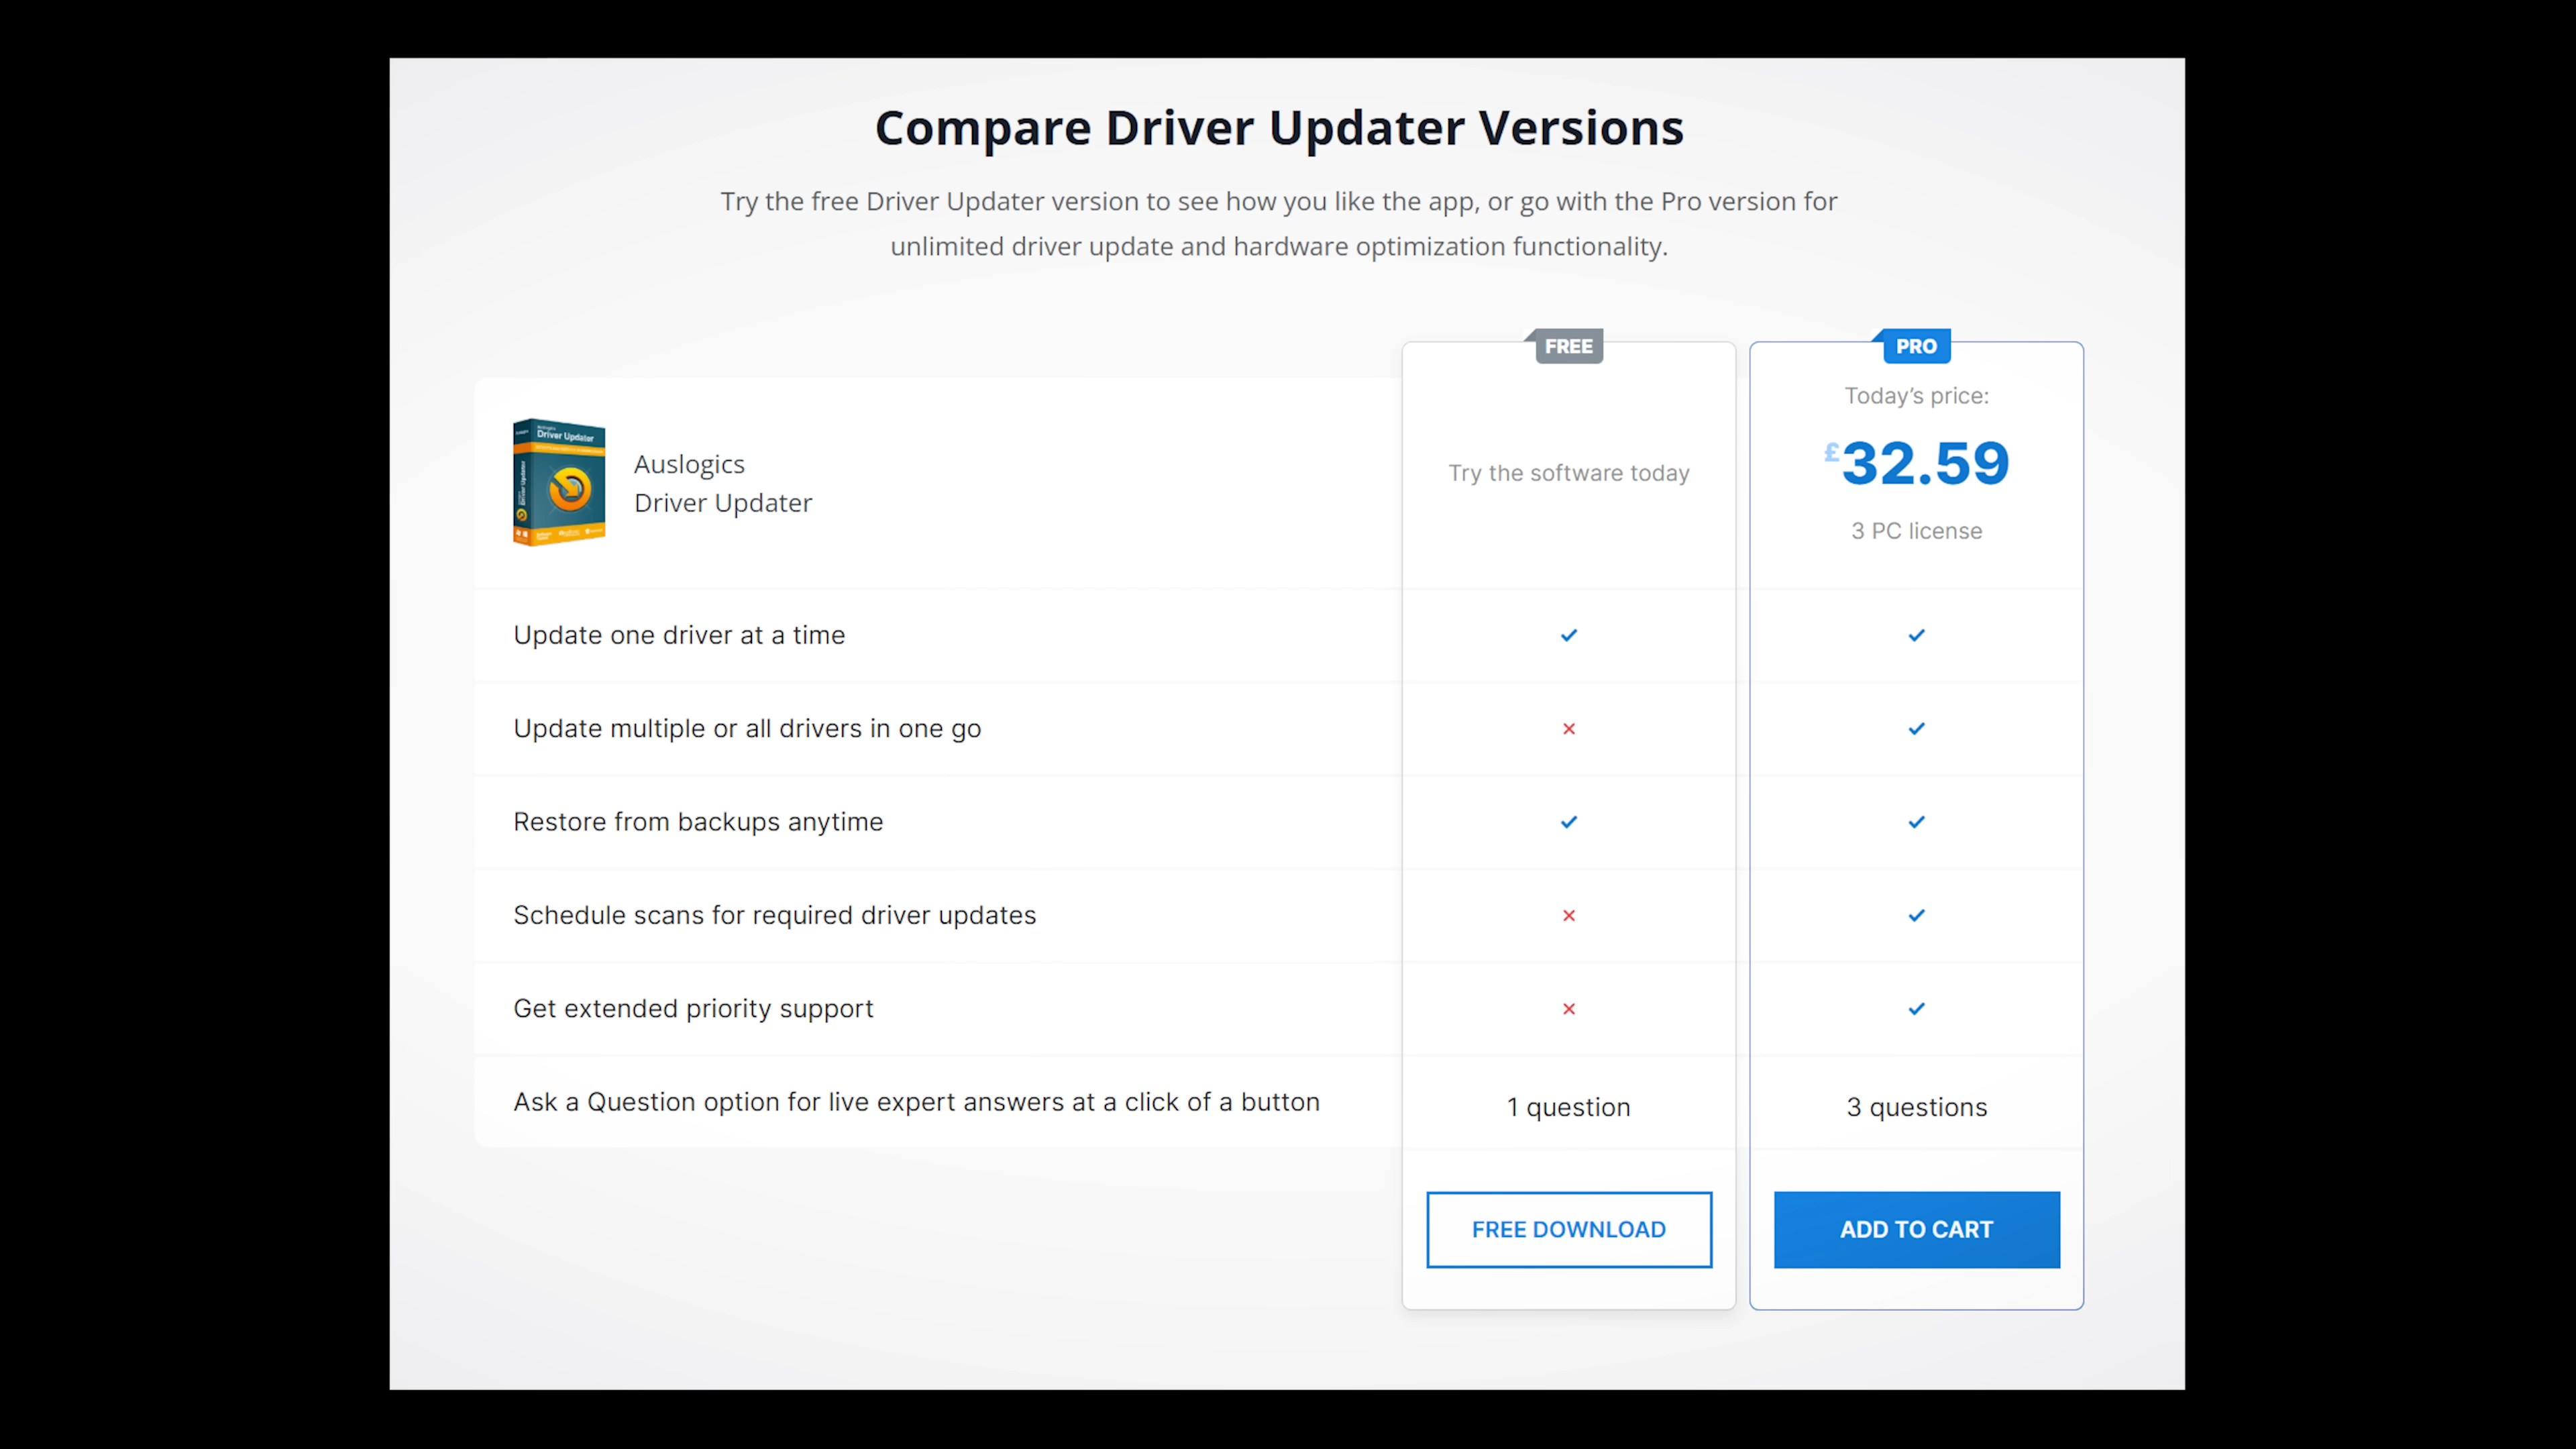 Compare Driver Updater Versions
Try the free Driver Updater version to see how you like the app, or go with the Pro version for
unlimited driver update and hardware optimization functionality.
FREE
PRO
Today's price:
£32.59
3 PC license
Try the software today
Driver Updater
Auslogics
Driver Updater
Update one driver at a time
Update multiple or all drivers in one go
Restore from backups anytime
Schedule scans for required driver updates
Get extended priority support
Ask a Question option for live expert answers at a click of a button
1 question
3 questions
FREE DOWNLOAD
ADD TO CART